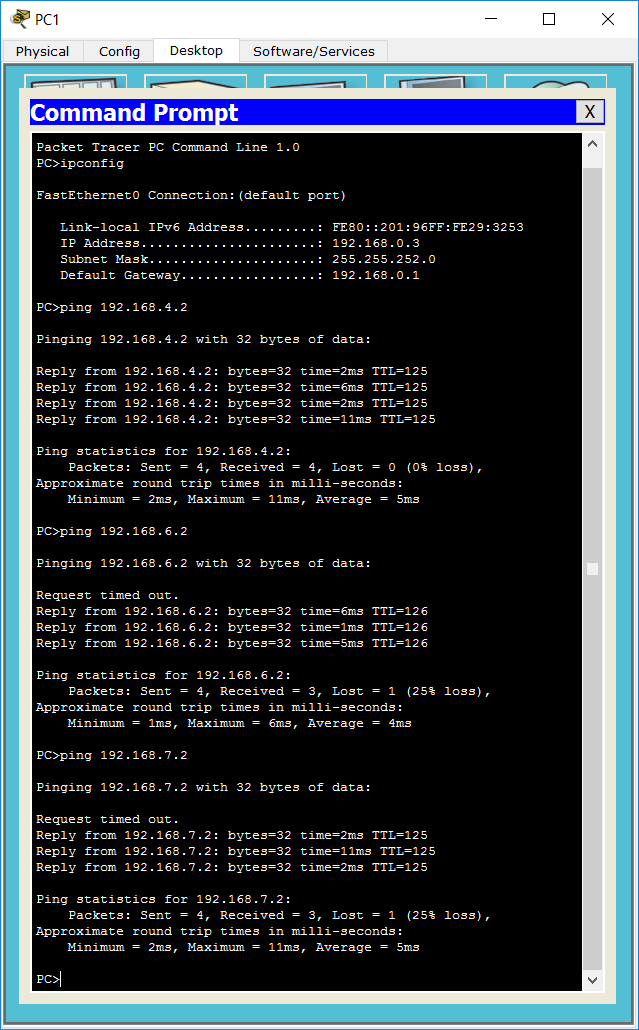 PC1
Physical Config Desktop Software/Services
Command Prompt X
Packet Tracer PC Command Line 1.0
PC>ipconfig
FastEthernet0 Connection:(default port)
Link-local IPv6 Address.........: FE80::201:96FF:FE29:3253
IP Address......................: 192.168.0.3
Subnet Mask.....................: 255.255.252.0
Default Gateway.................: 192.168.0.1
PC>ping 192.168.4.2
Pinging 192.168.4.2 with 32 bytes of data:
Reply from 192.168.4.2: bytes=32 time=2ms TTL=125
Reply from 192.168.4.2: bytes=32 time=6ms TTL=125
Reply from 192.168.4.2: bytes=32 time=2ms TTL=125
Reply from 192.168.4.2: bytes=32 time=11ms TTL=125
Ping statistics for 192.168.4.2:
Packets: Sent = 4, Received = 4, Lost = 0 (0% loss),
Approximate round trip times in milli-seconds:
Minimum = 2ms, Maximum = 11ms, Average = 5ms
PC>ping 192.168.6.2
Pinging 192.168.6.2 with 32 bytes of data:
Request timed out.
Reply from 192.168.6.2: bytes=32 time=6ms TTL=126
Reply from 192.168.6.2: bytes=32 time=1ms TTL=126
Reply from 192.168.6.2: bytes=32 time=5ms TTL=126
Ping statistics for 192.168.6.2:
Packets: Sent = 4, Received = 3, Lost = 1 (25% loss),
Approximate round trip times in milli-seconds:
Minimum = 1ms, Maximum = 6ms, Average = 4ms
PC>ping 192.168.7.2
Pinging 192.168.7.2 with 32 bytes of data:
Request timed out.
Reply from 192.168.7.2: bytes=32 time=2ms TTL=125
Reply from 192.168.7.2: bytes=32 time=11ms TTL=125
Reply from 192.168.7.2: bytes=32 time=2ms TTL=125
Ping statistics for 192.168.7.2:
Packets: Sent = 4, Received = 3, Lost = 1 (25% loss),
Approximate round trip times in milli-seconds:
Minimum = 2ms, Maximum = 11ms, Average = 5ms
PC>